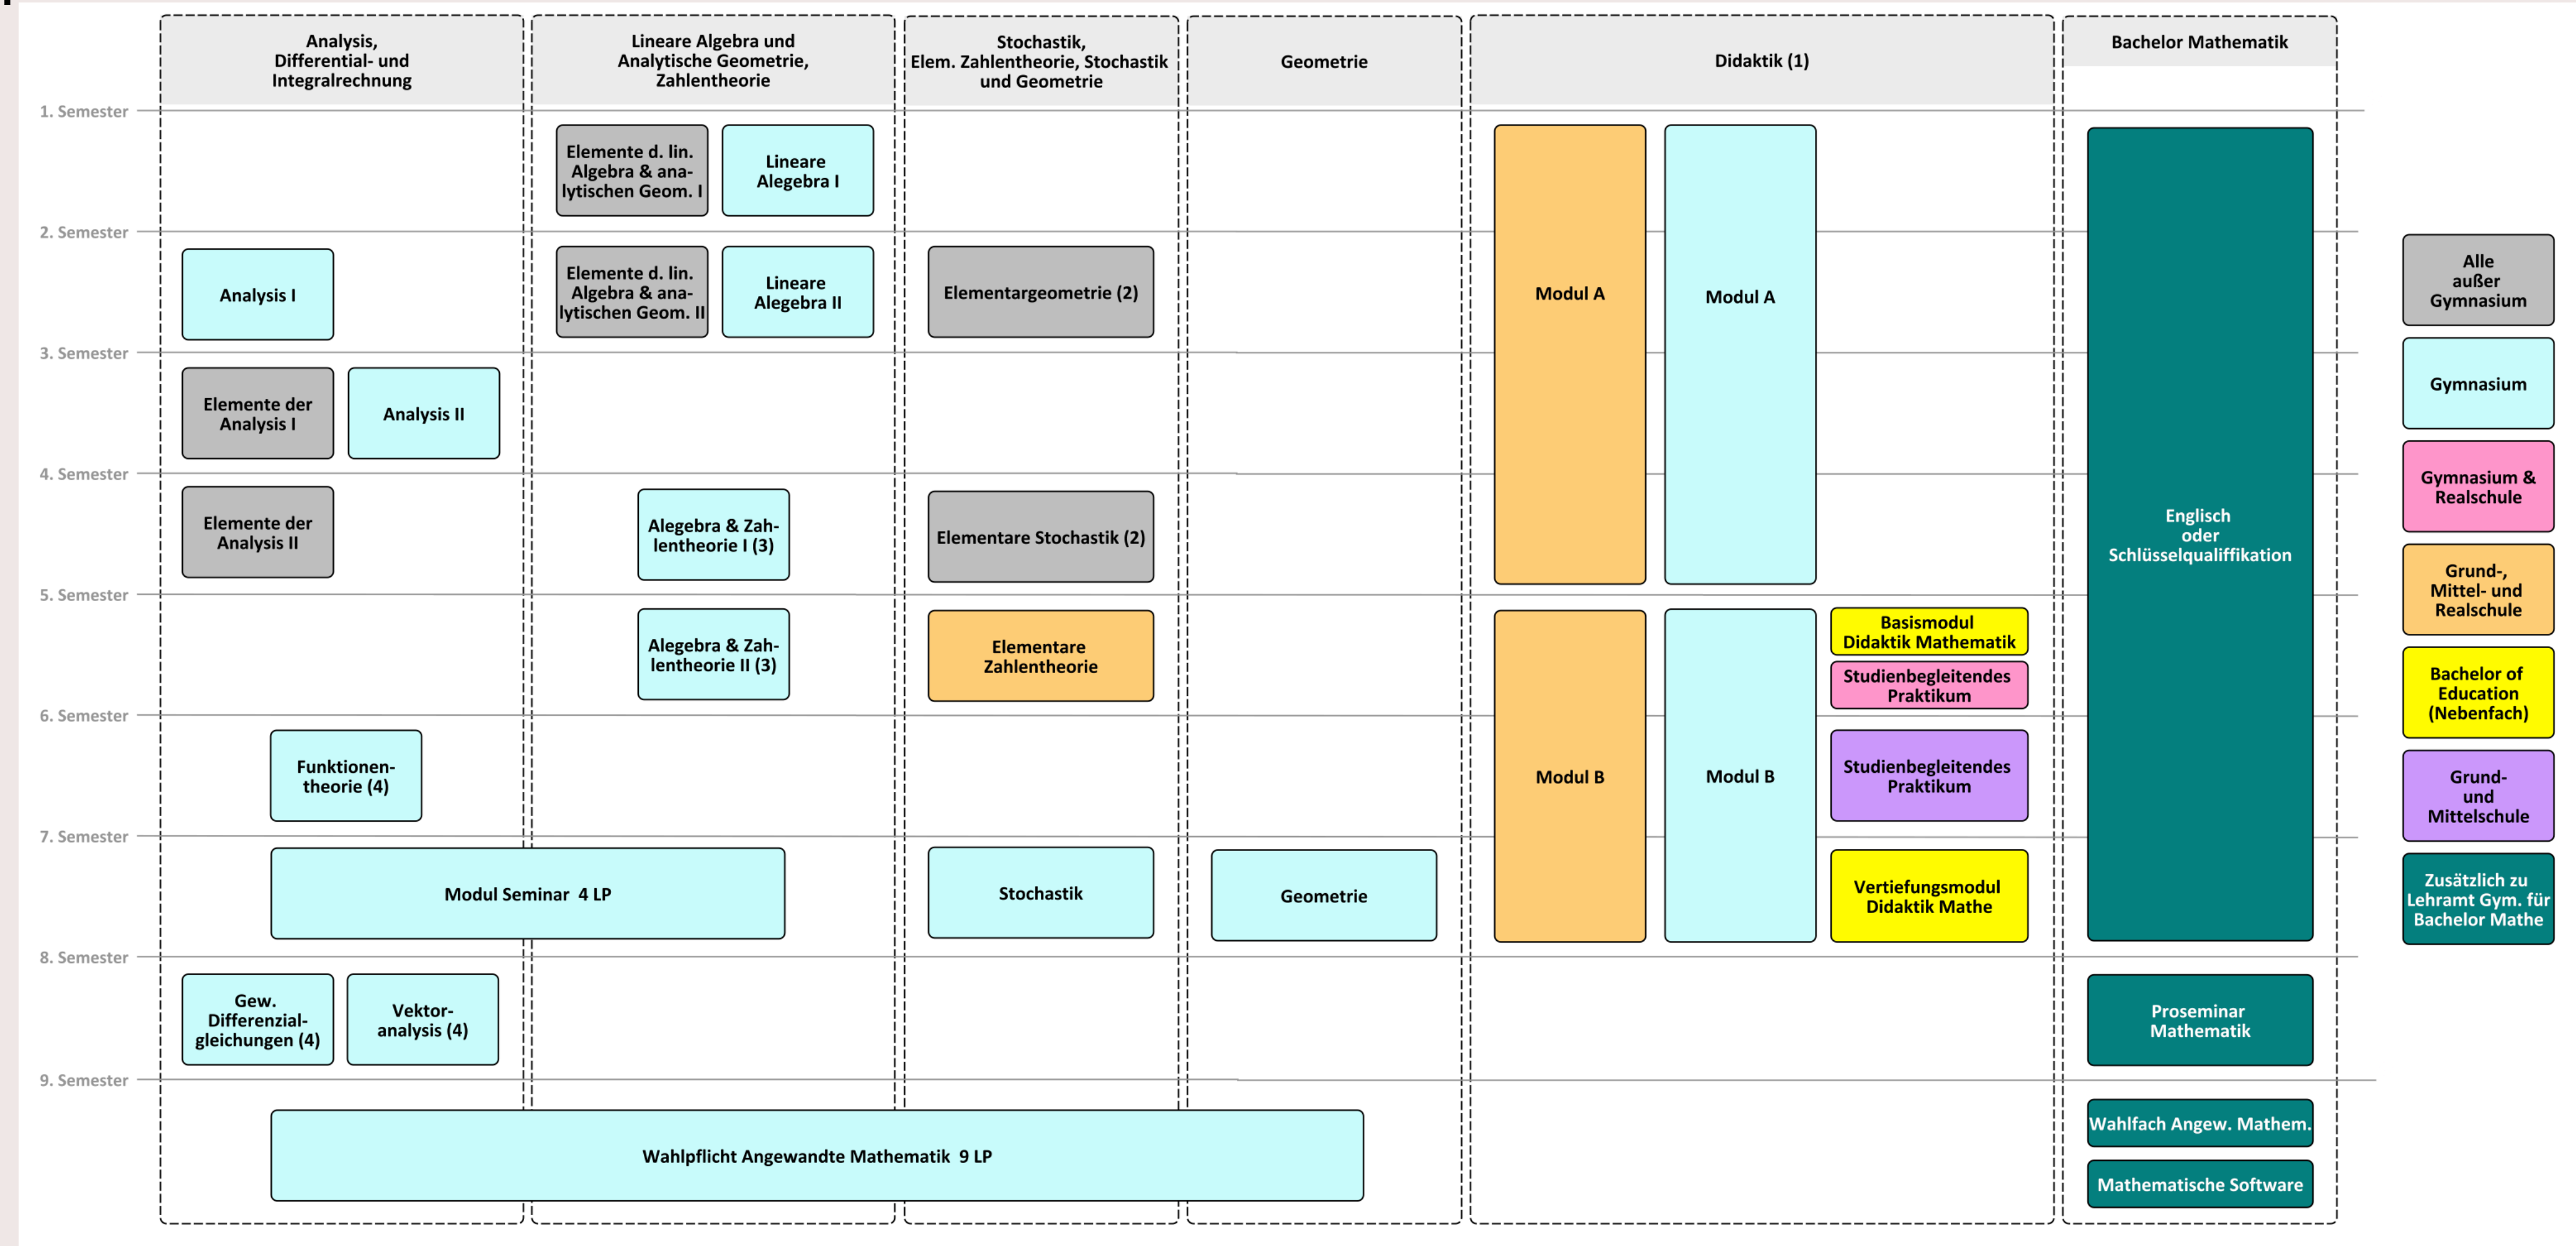 Analysis,
Differential- und
Integralrechnung
Lineare Algebra und
Analytische Geometrie,
Zahlentheorie
Stochastik,
Elem. Zahlentheorie, Stochastik
und Geometrie
Geometrie
Didaktik (1)
Bachelor Mathematik
1. Semester
Elemente d. lin.
Algebra & ana-
lytischen Geom. I
Lineare
Alegebra I
2. Semester
Analysis I
Elemente d. lin.
Algebra & ana-
lytischen Geom. II
Lineare
Alegebra II
Elementargeometrie (2)
Modul A
Modul A
3. Semester
Elemente der
Analysis I
Analysis II
4. Semester
Elemente der
Analysis II
Alegebra & Zah-
lentheorie I (3)
Elementare Stochastik (2)
Englisch
oder
Schlüsselqualiffikation
5. Semester
Alegebra & Zah-
lentheorie II (3)
Elementare
Zahlentheorie
Basismodul
Didaktik Mathematik
Studienbegleitendes
Praktikum
6. Semester
Funktionen-
theorie (4)
Modul B
Modul B
Studienbegleitendes
Praktikum
7. Semester
Modul Seminar 4 LP
Stochastik
Geometrie
Vertiefungsmodul
Didaktik Mathe
8. Semester
Gew.
Differenzial-
gleichungen (4)
Vektor-
analysis (4)
Proseminar
Mathematik
9. Semester
Wahlpflicht Angewandte Mathematik 9 LP
Wahlfach Angew. Mathem.
Mathematische Software
Alle
außer
Gymnasium
Gymnasium
Gymnasium &
Realschule
Grund-,
Mittel- und
Realschule
Bachelor of
Education
(Nebenfach)
Grund-
und
Mittelschule
Zusätzlich zu
Lehramt Gym. für
Bachelor Mathe